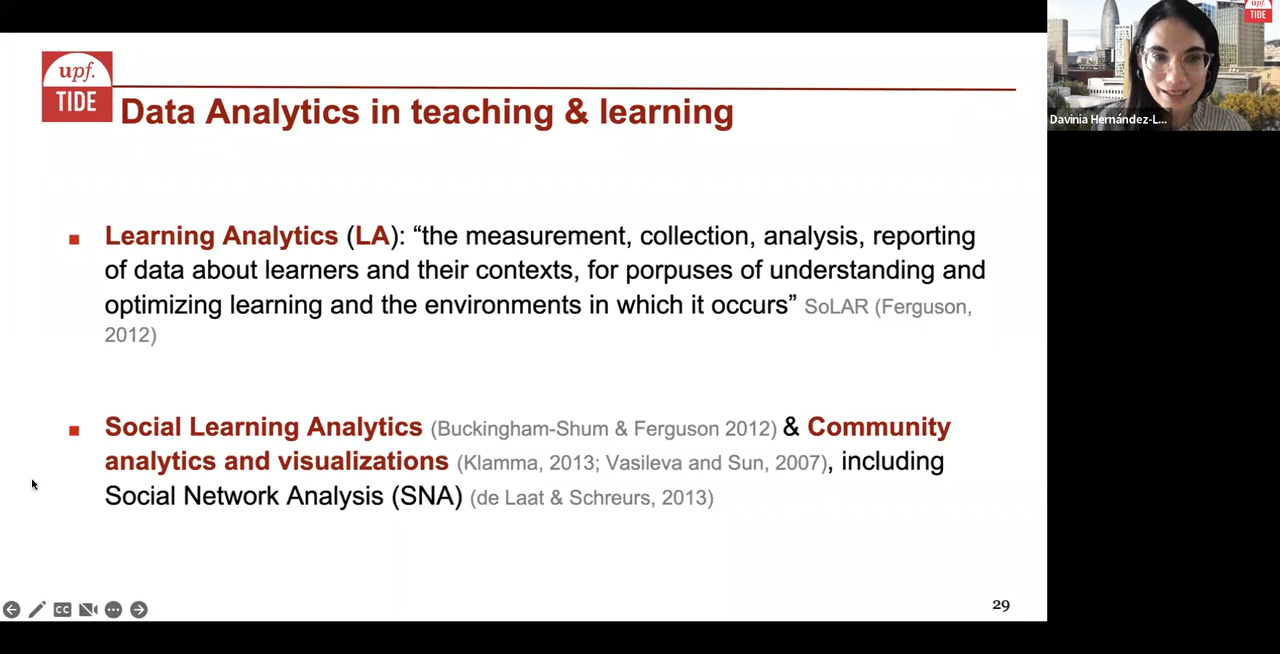 upf.
TIDE
Data Analytics in teaching & learning
Learning Analytics (LA): “the measurement, collection, analysis, reporting
of data about learners and their contexts, for porpuses of understanding and
optimizing learning and the environments in which it occurs” SoLAR (Ferguson,
2012)
Social Learning Analytics (Buckingham-Shum & Ferguson 2012) & Community
analytics and visualizations (Klamma, 2013; Vasileva and Sun, 2007), including
Social Network Analysis (SNA) (de Laat & Schreurs, 2013)
CC
29
upf.
TIDE
Davinia Hernández-L...